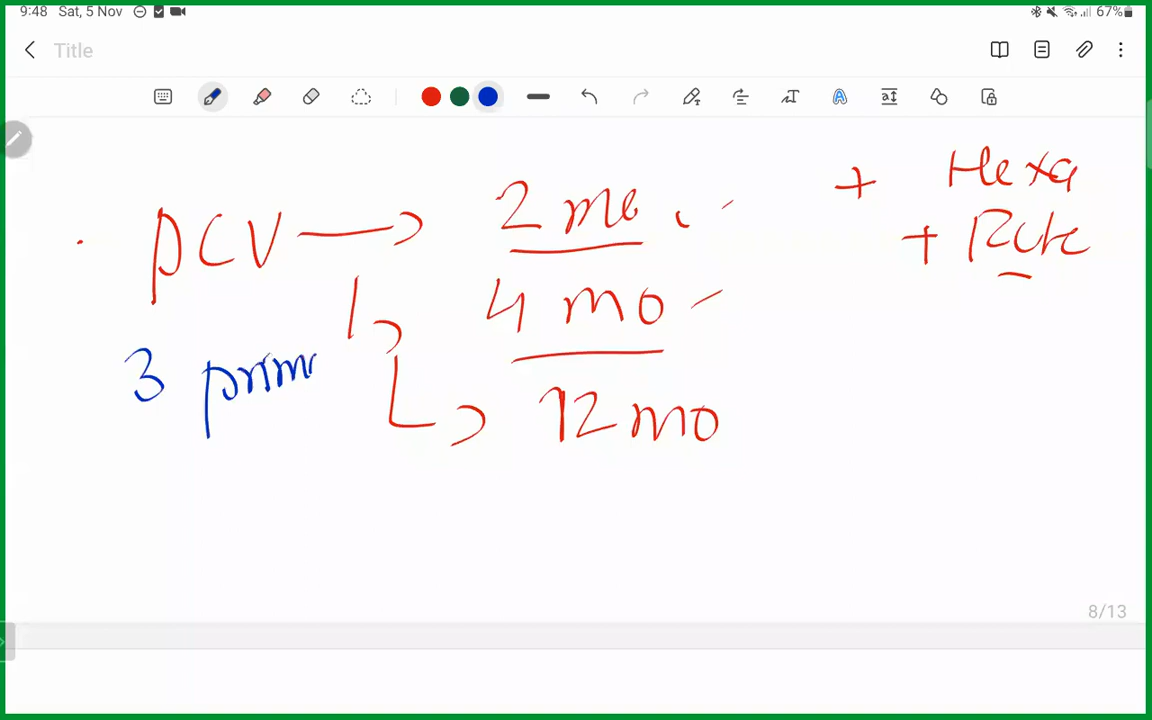 9:48 Sat, 5 Nov
67%
Title
PCV → 2 mo
+ Hexa
+
4 mo
3 prim
12 mo
8/13